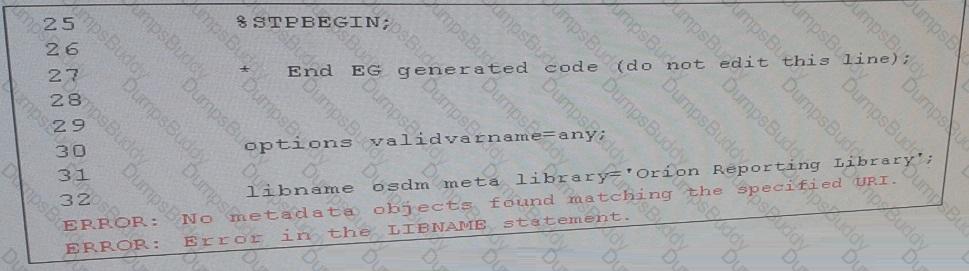 25 %STPBEGIN;
26
27 * End EG generated code (do not edit this line);
28
29
30 options validvarname=any;
31
32 libname osdm meta library='Orion Reporting Library';
ERROR: No metadata objects found matching the specified URI.
ERROR: Error in the LIBNAME statement.
DumpsBuddy